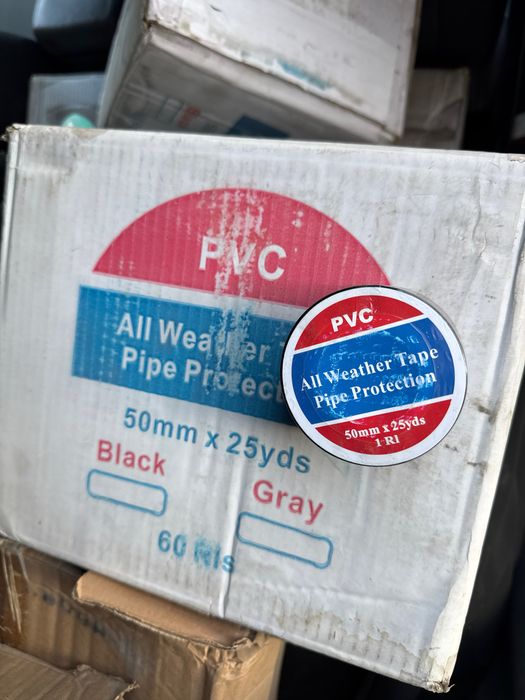 PVC
All Weather
Pipe Protec
50mm x 25yds
Black
Gray
60 Rls
PVC
All Weather Tape
Pipe Protection
50mm x 25yds
1 Rl